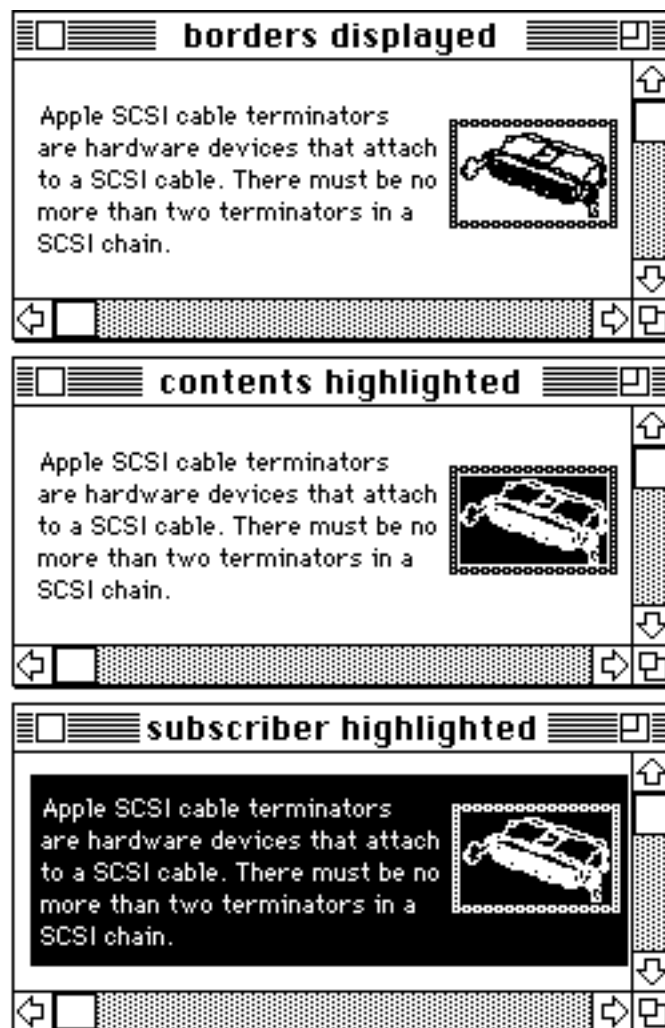 borders displayed
Apple SCSI cable terminators
are hardware devices that attach
to a SCSI cable. There must be no
more than two terminators in a
SCSI chain.
contents highlighted
Apple SCSI cable terminators
are hardware devices that attach
to a SCSI cable. There must be no
more than two terminators in a
SCSI chain.
subscriber highlighted
Apple SCSI cable terminators
are hardware devices that attach
to a SCSI cable. There must be no
more than two terminators in a
SCSI chain.